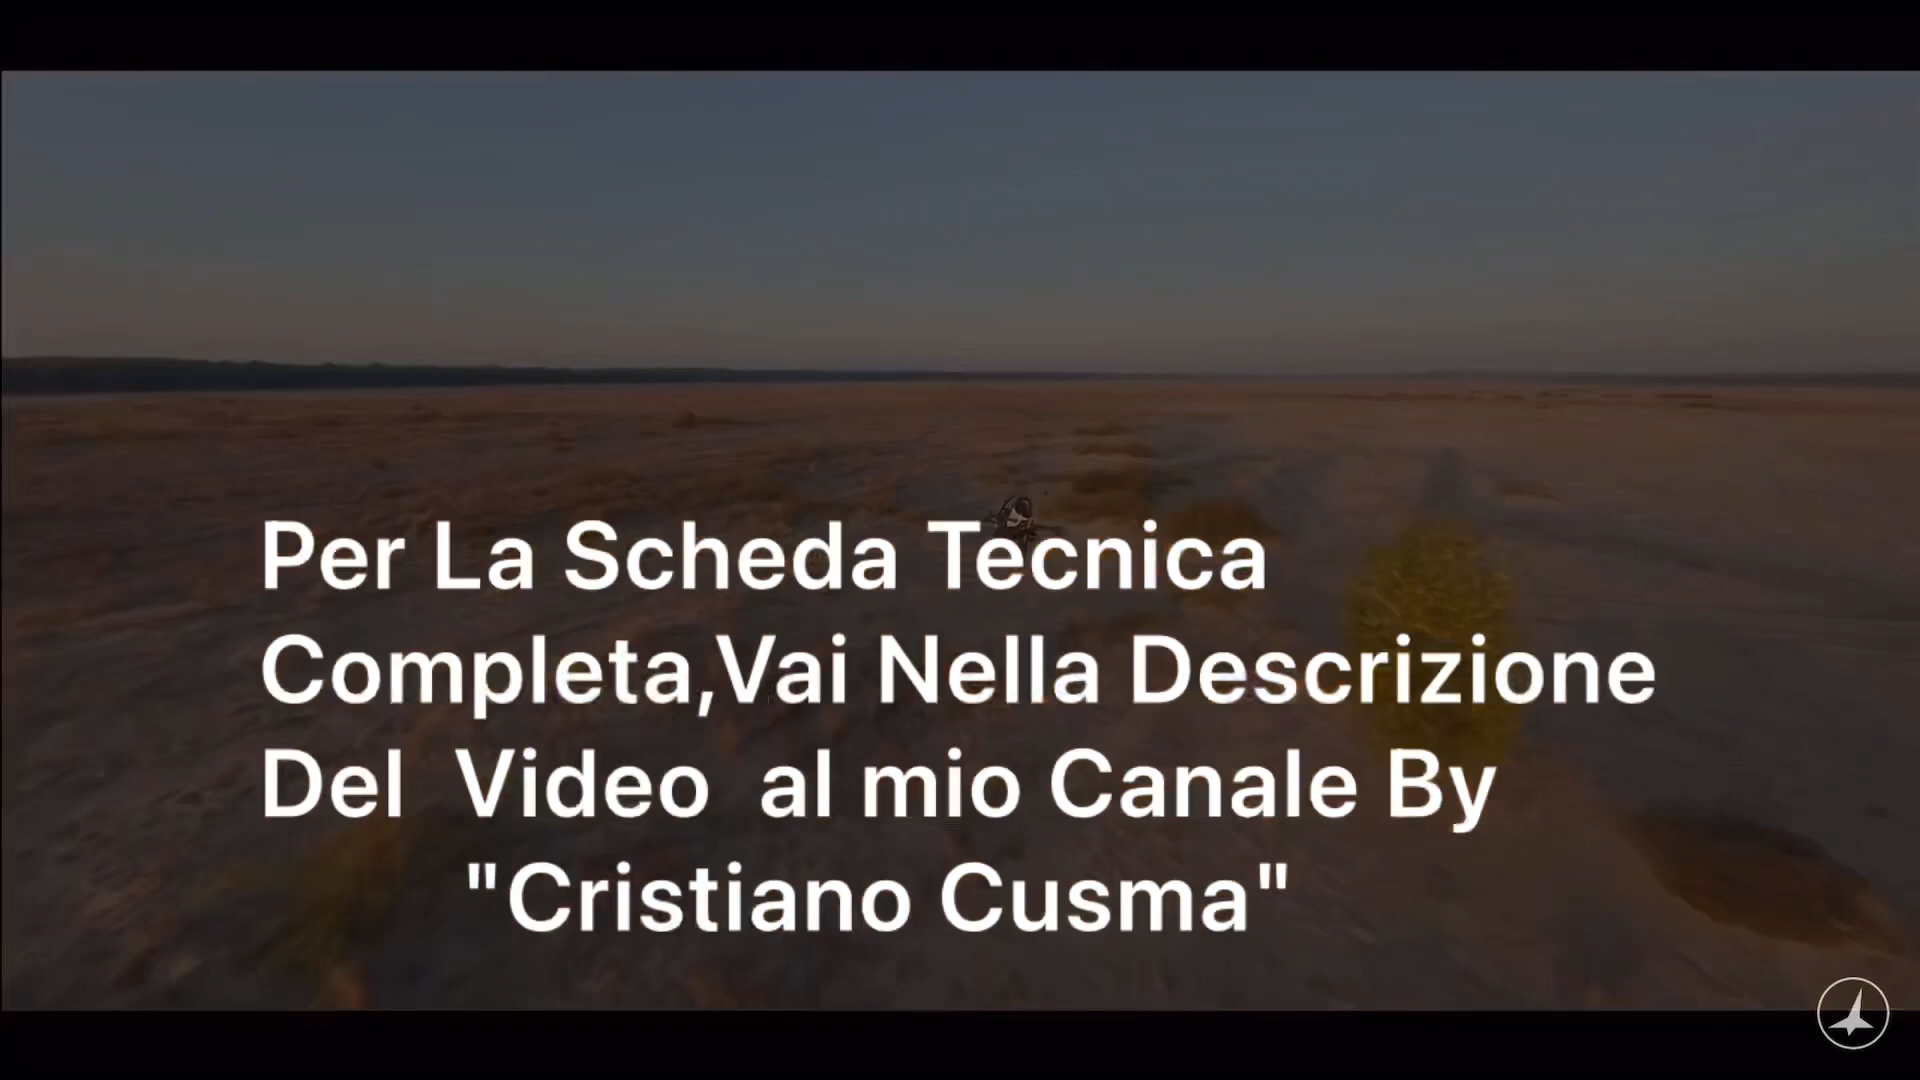 Per La Scheda Tecnica
Completa,Vai Nella Descrizione
Del  Video  al mio Canale By
"Cristiano Cusma"